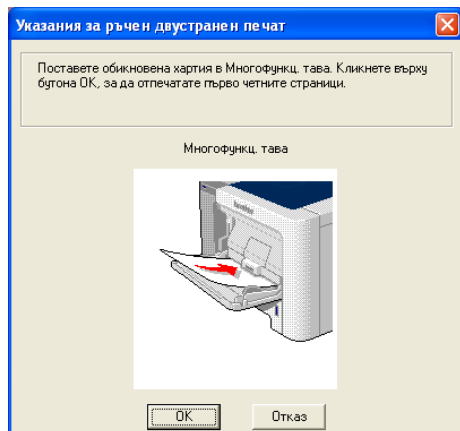 Указания за ръчен двустранен печат
Поставете обикновена хартия в Многофункц. тава. Кликнете върху
бутона ОК, за да отпечатате първо четните страници.
Многофункц. тава
OK
Отказ